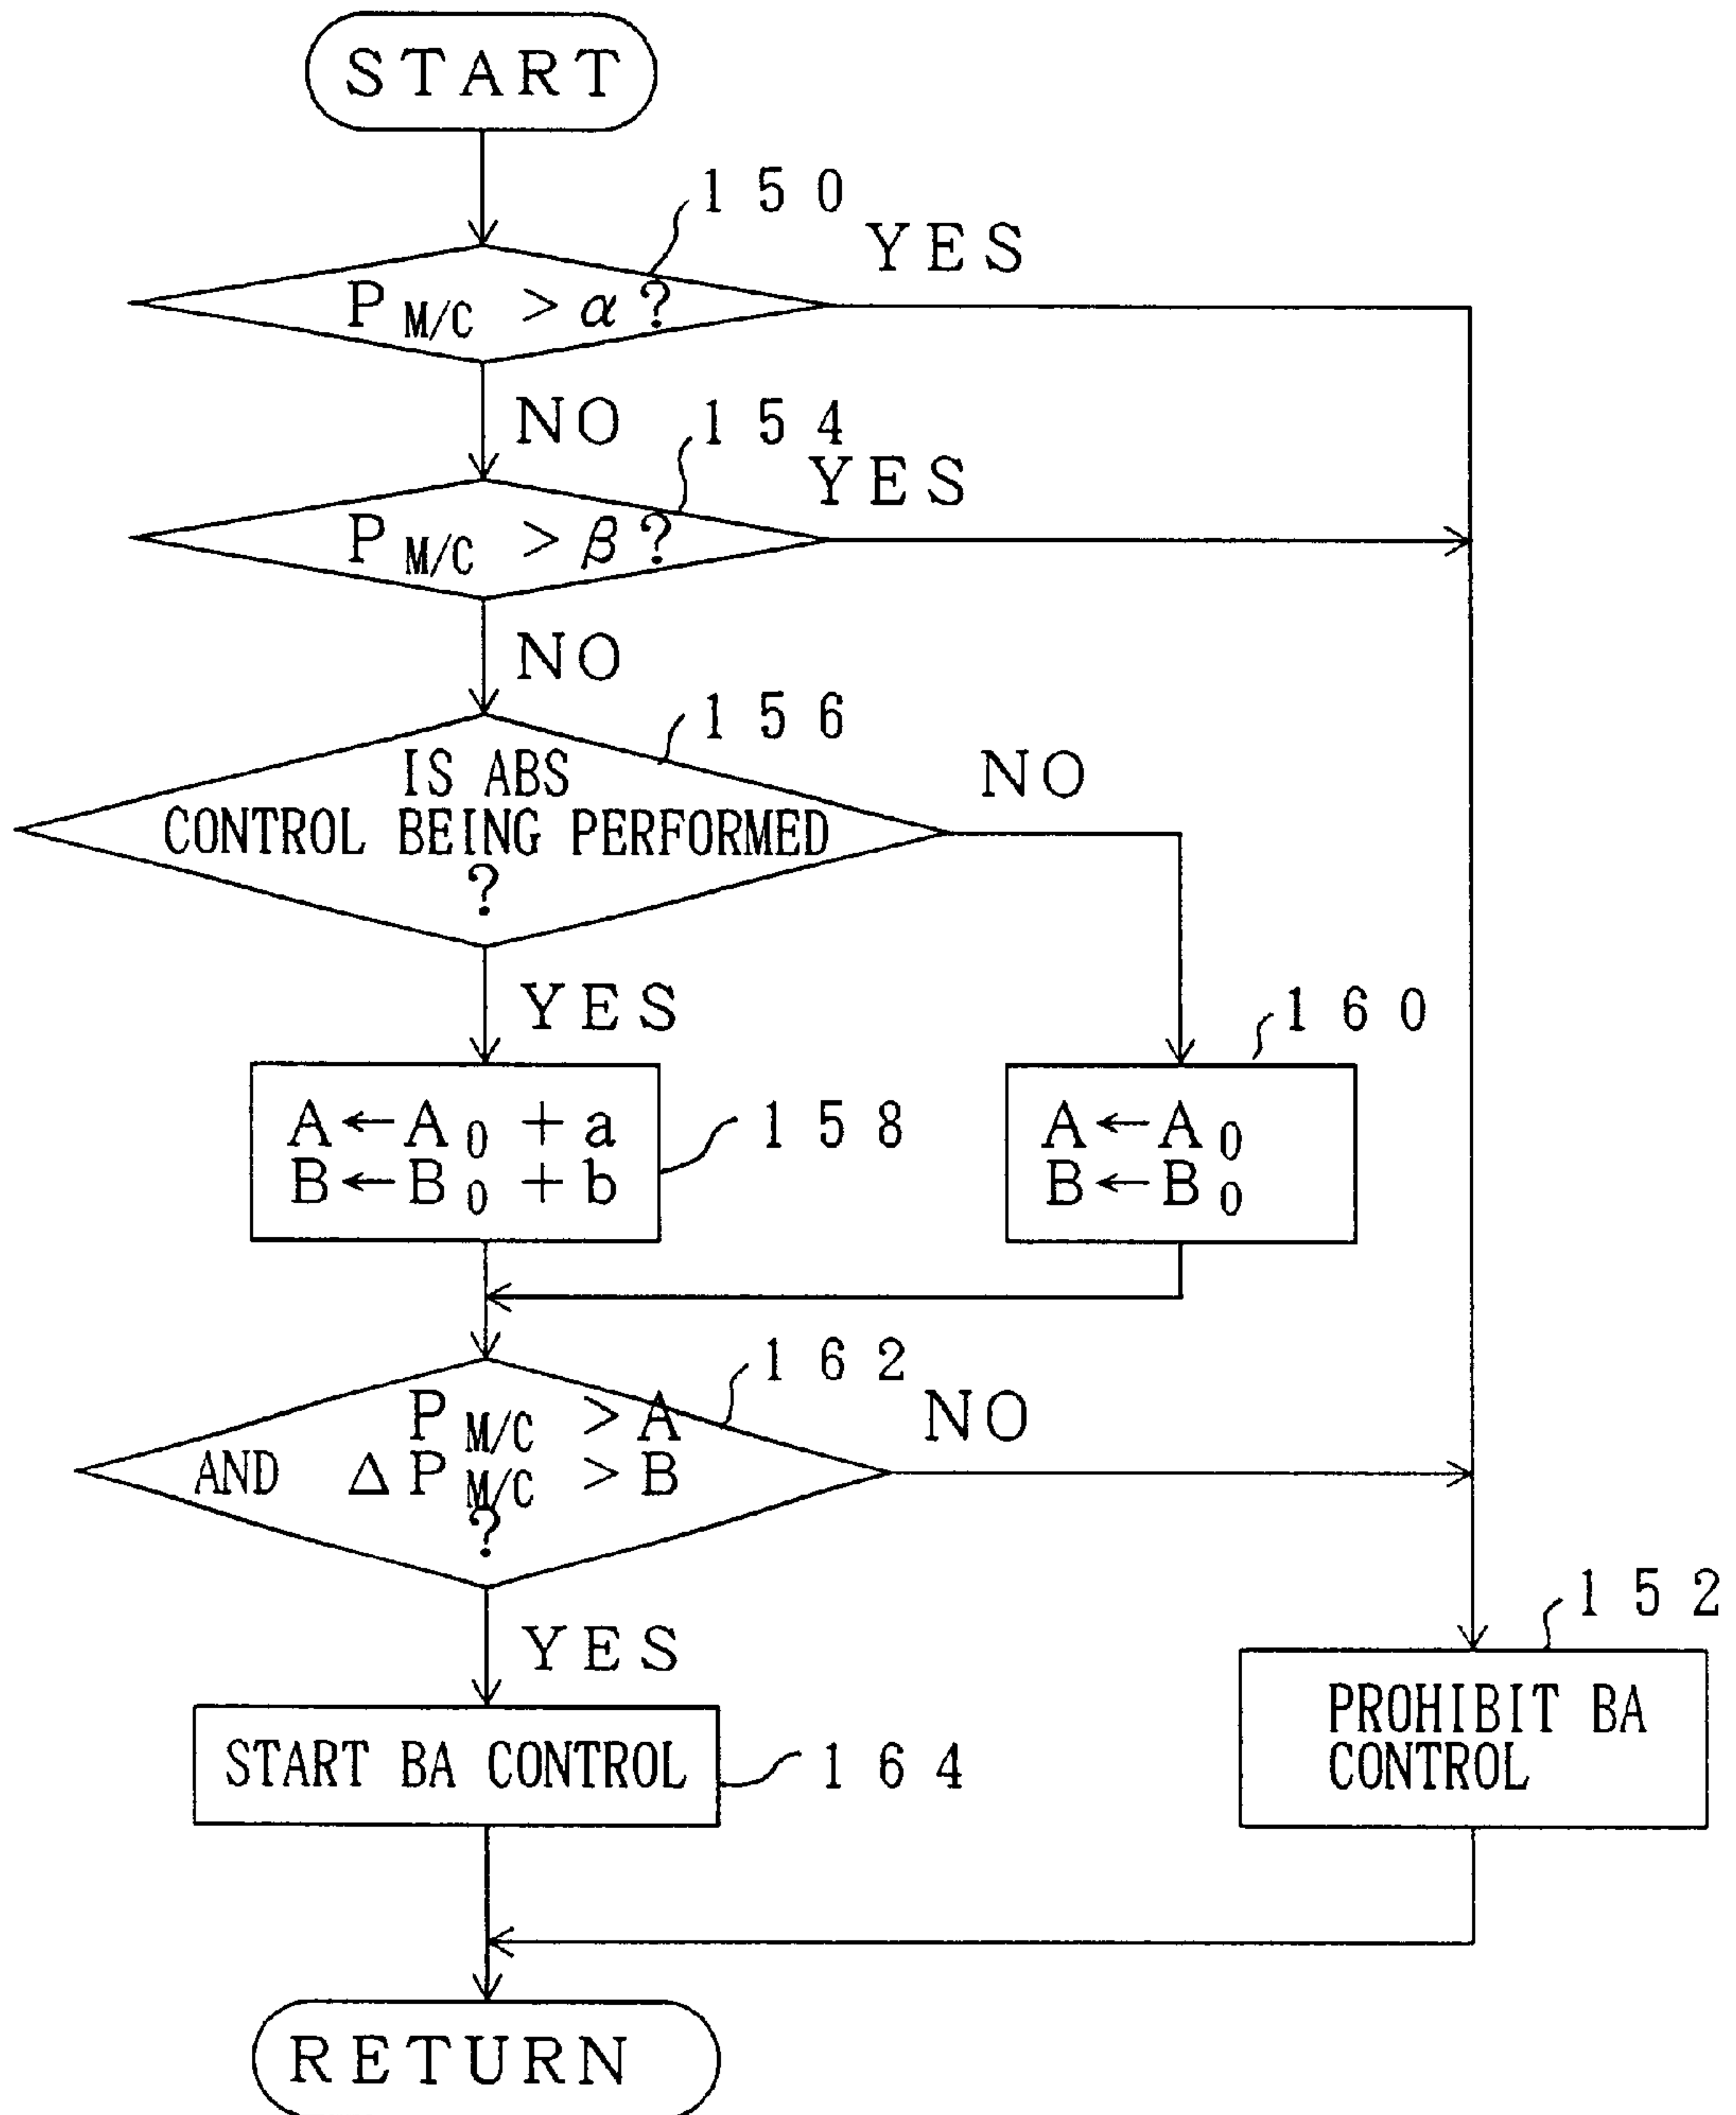 START
150
YES
P M/C > α ?
NO
154
YES
P M/C > β ?
NO
156
IS ABS
NO
CONTROL BEING PERFORMED
?
YES
160
A←A0 +a
158
A←A0
B←B0 +b
B←B0
162
P M/C > A
NO
AND ΔP M/C > B
?
152
YES
PROHIBIT BA
CONTROL
START BA CONTROL
164
RETURN